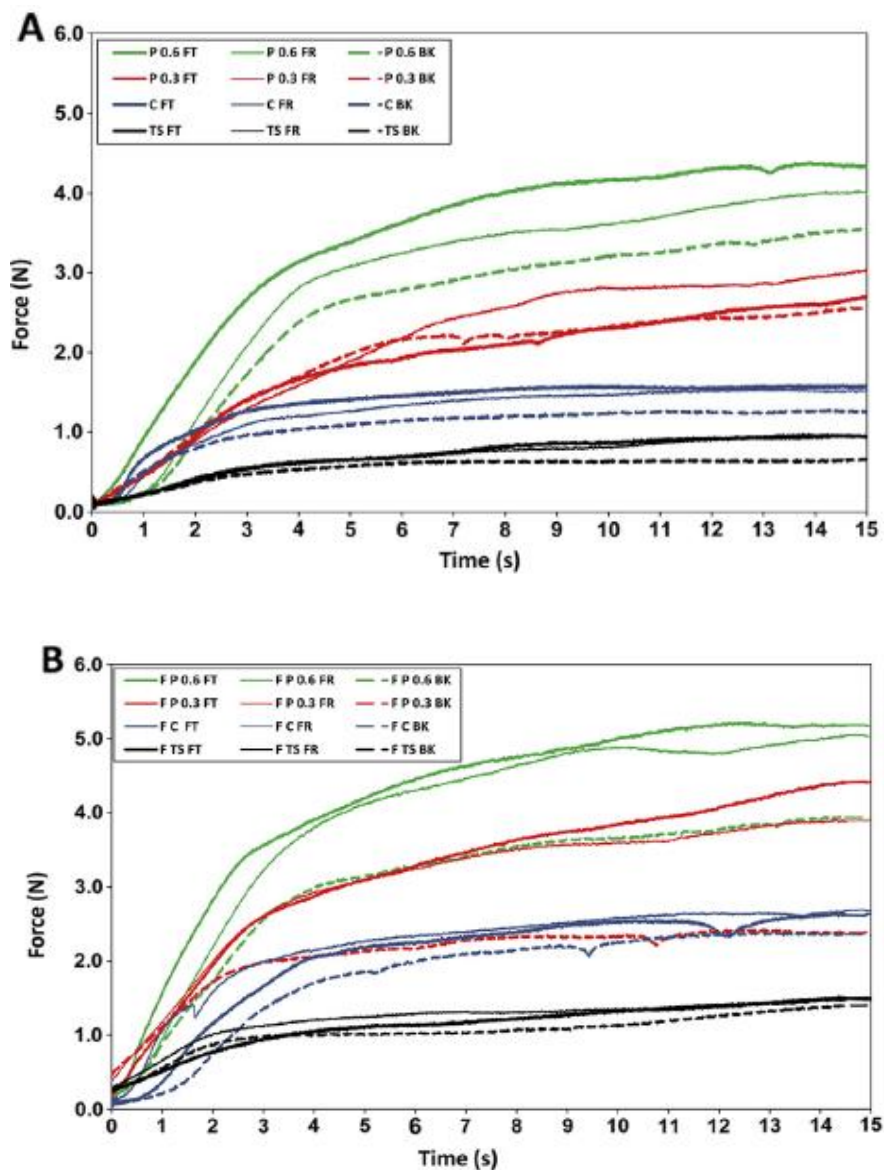 A
6.0
P 0.6 FT P 0.6 FR P 0.6 BK
P 0.3 FT P 0.3 FR P 0.3 BK
C FT C FR C BK
TS FT TS FR TS BK
5.0
4.0
3.0
2.0
1.0
0.0
Force (N)
0 1 2 3 4 5 6 7 8 9 10 11 12 13 14 15
Time (s)
B
6.0
F P 0.6 FT F P 0.6 FR F P 0.6 BK
F P 0.3 FT F P 0.3 FR F P 0.3 BK
F C FT F C FR F C BK
F TS FT F TS FR F TS BK
5.0
4.0
3.0
2.0
1.0
0.0
Force (N)
0 1 2 3 4 5 6 7 8 9 10 11 12 13 14 15
Time (s)